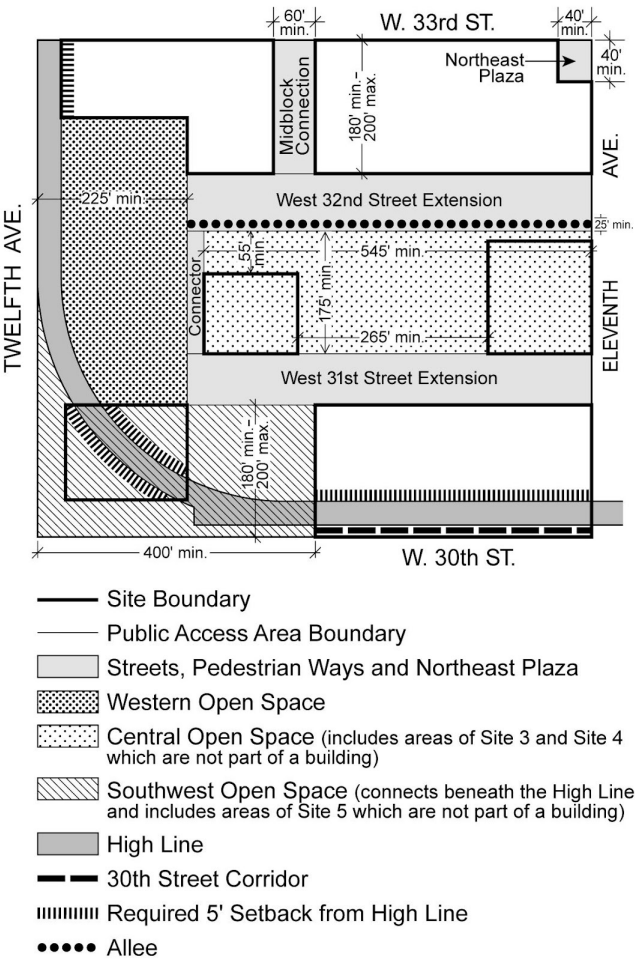 60'
min.
W. 33rd ST.
40'
min.
40'
min.
Northeast
Plaza
Midblock
Connection
180' min.-
200' max.
TWELFTH AVE.
AVE.
ELEVENTH
225' min.
West 32nd Street Extension
25' min.
55'
min.
545' min.
Connector
175' min.
265' min.
West 31st Street Extension
180' min.-
200' max.
400' min.
W. 30th ST.
Site Boundary
Public Access Area Boundary
Streets, Pedestrian Ways and Northeast Plaza
Western Open Space
Central Open Space (includes areas of Site 3 and Site 4
which are not part of a building)
Southwest Open Space (connects beneath the High Line
and includes areas of Site 5 which are not part of a building)
High Line
30th Street Corridor
Required 5' Setback from High Line
Allee